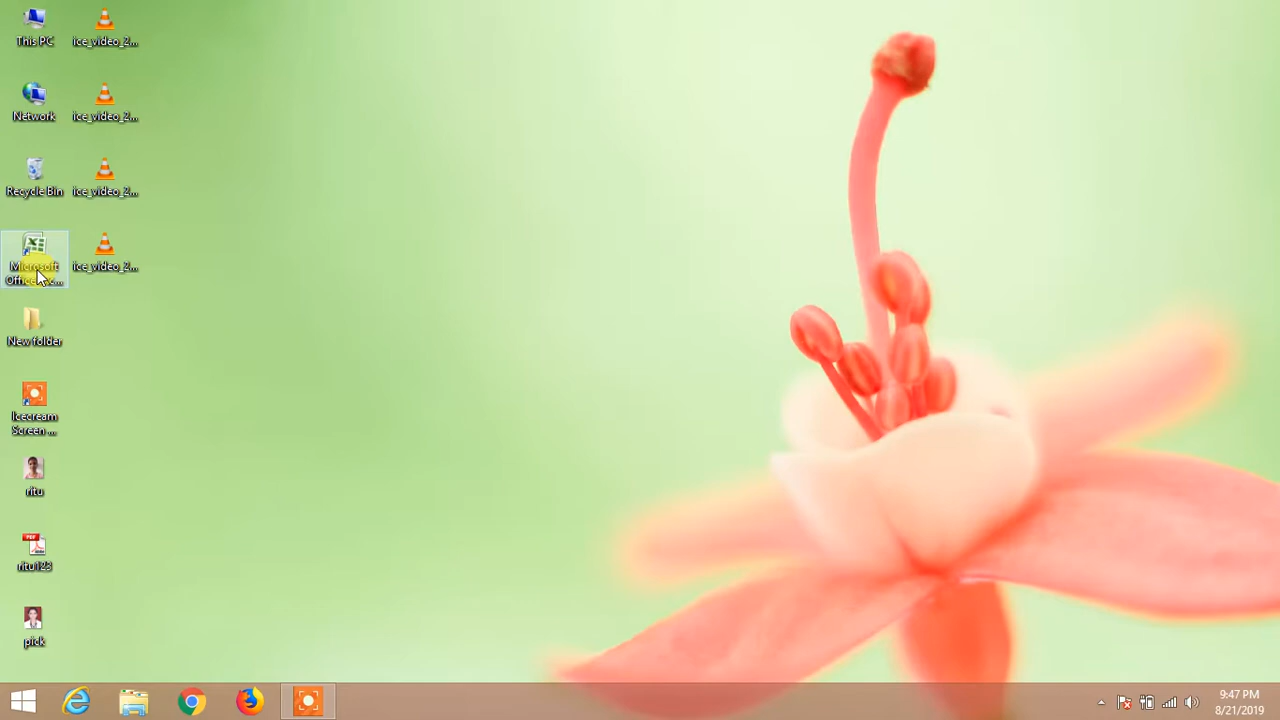 This PC
ice_video_2...
Network
ice_video_2...
Recycle Bin
ice_video_2...
Microsoft
ice_video_2...
New folder
Icecream
Screen ...
ritu
PDF
ritu123
pick
9:47 PM
8/21/2019